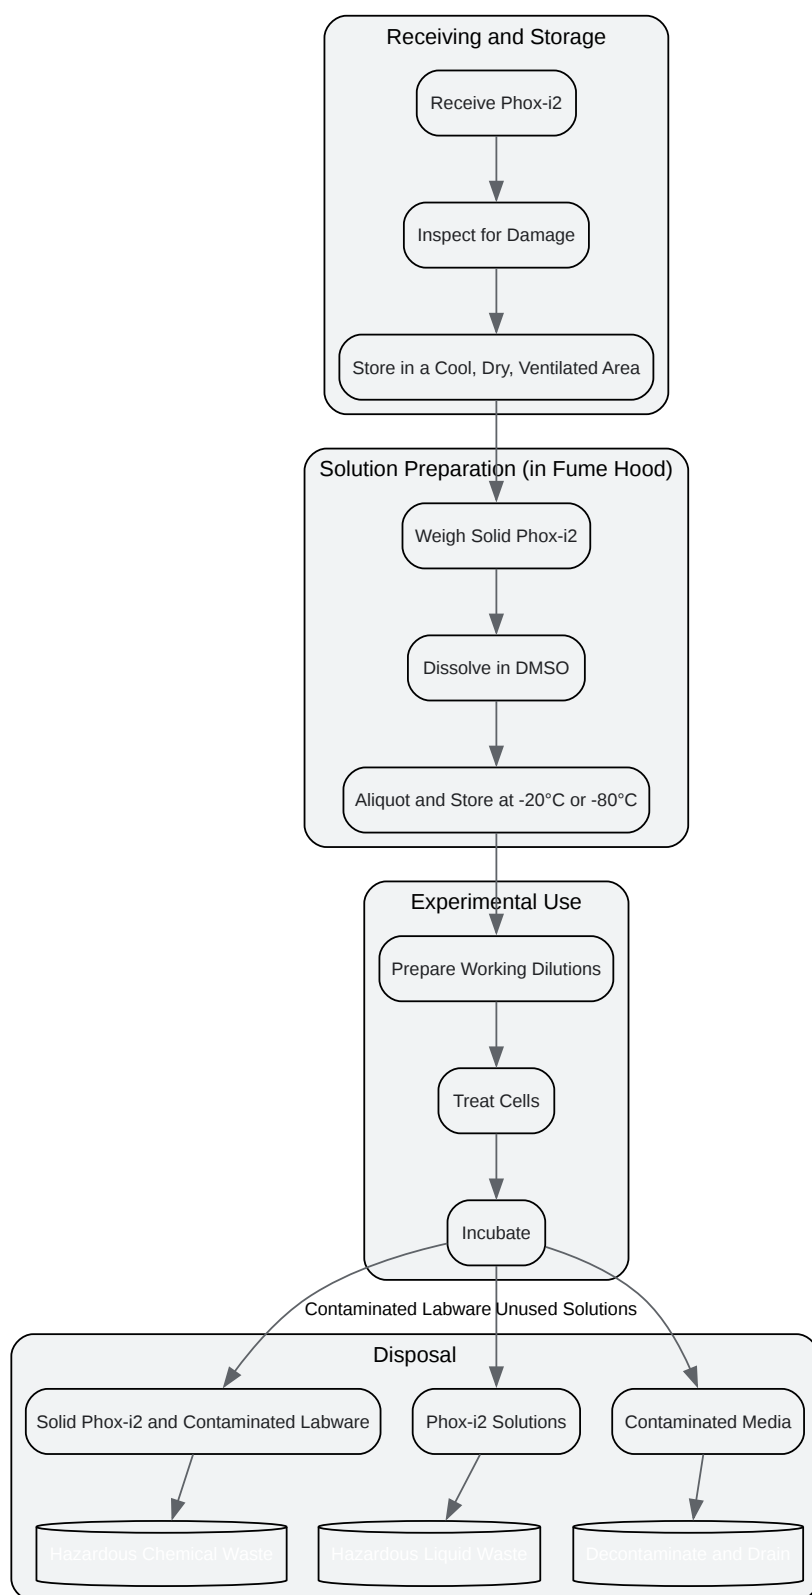 Receiving and Storage
Receive Phox-i2
Inspect for Damage
Store in a Cool, Dry, Ventilated Area
Solution Preparation (in Fume Hood)
Weigh Solid Phox-i2
Dissolve in DMSO
Aliquot and Store at -20°C or -80°C
Experimental Use
Prepare Working Dilutions
Treat Cells
Incubate
Contaminated Labware
Unused Solutions
Disposal
Solid Phox-i2 and Contaminated Labware
Phox-i2 Solutions
Contaminated Media
Hazardous Chemical Waste
Hazardous Liquid Waste
Decontaminate and Drain